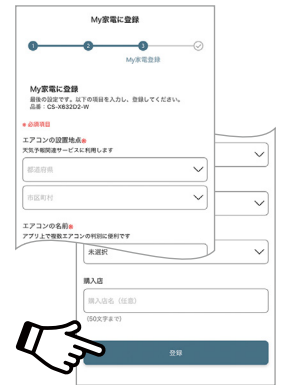 My家電に登録
1
2
3
My家電登録
My家電に登録
最後の設定です。以下の項目を入力し、登録してください。
品番：CS-X632D2-W
※必須項目
エアコンの設置地点※
天気予報関連サービスに利用します
都道府県
市区町村
エアコンの名前※
アプリ上で複数エアコンの判別に便利です
未選択
購入店
購入店名（任意）
(50文字まで)
登録